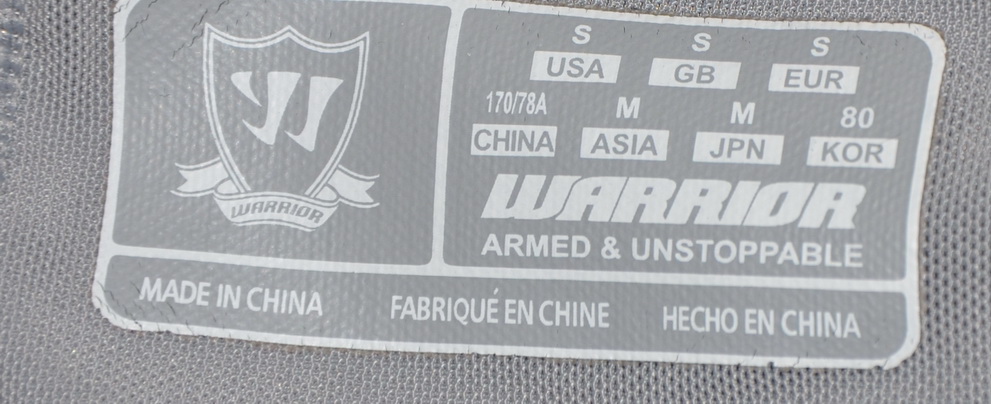 WARRIOR
S S S
USA GB EUR
170/78A M M 80
CHINA ASIA JPN KOR
WARRIOR
ARMED & UNSTOPPABLE
MADE IN CHINA FABRIQUÉ EN CHINE HECHO EN CHINA